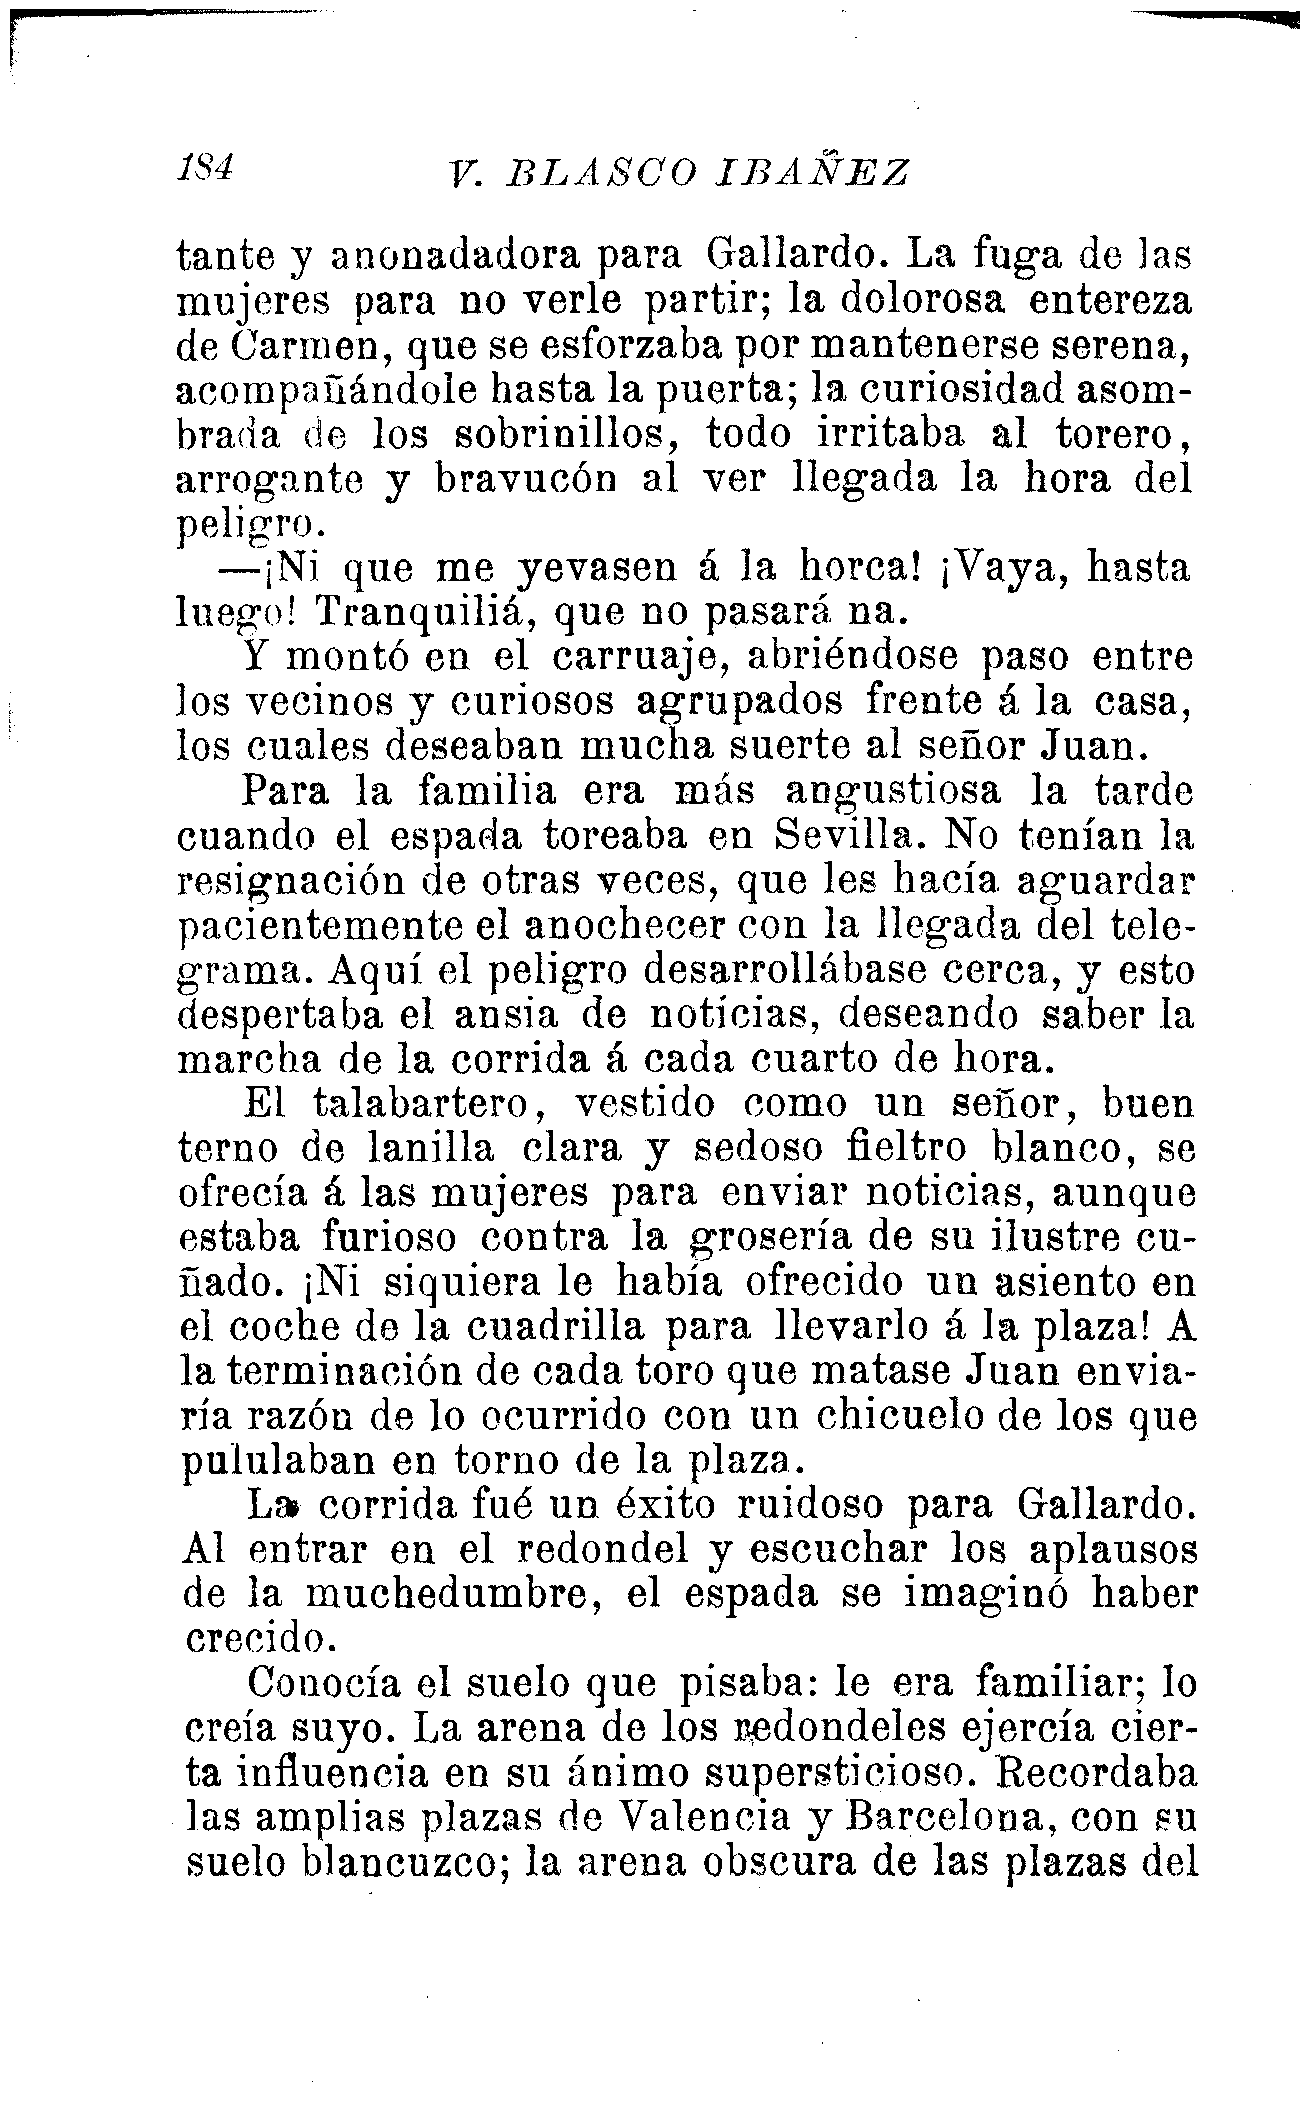 184 V. BLASCO IBAÑEZ
tante y anonadadora para Gallardo. La fuga de las
mujeres para no verle partir; la dolorosa entereza
de Carmen, que se esforzaba por mantenerse serena,
acompañándole hasta la puerta; la curiosidad asom-
brada de los sobrinillos, todo irritaba al torero,
arrogante y bravucón al ver llegada la hora del
peligro.
—¡Ni que me yevasen á la horca! ¡Vaya, hasta
luego! Tranquiliá, que no pasará na.
Y montó en el carruaje, abriéndose paso entre
los vecinos y curiosos agrupados frente á la casa,
los cuales deseaban mucha suerte al señor Juan.
Para la familia era más angustiosa la tarde
cuando el espada toreaba en Sevilla. No tenían la
resignación de otras veces, que les hacía aguardar
pacientemente el anochecer con la llegada del tele-
grama. Aquí el peligro desarrollábase cerca, y esto
despertaba el ansia de noticias, deseando saber la
marcha de la corrida á cada cuarto de hora.
El talabartero, vestido como un señor, buen
terno de lanilla clara y sedoso fieltro blanco, se
ofrecía á las mujeres para enviar noticias, aunque
estaba furioso contra la grosería de su ilustre cu-
ñado. ¡Ni siquiera le había ofrecido un asiento en
el coche de la cuadrilla para llevarlo á la plaza! A
la terminación de cada toro que matase Juan envia-
ría razón de lo ocurrido con un chicuelo de los que
pululaban en torno de la plaza.
La corrida fué un éxito ruidoso para Gallardo.
Al entrar en el redondel y escuchar los aplausos
de la muchedumbre, el espada se imaginó haber
crecido.
Conocía el suelo que pisaba: le era familiar; lo
creía suyo. La arena de los redondeles ejercía cier-
ta influencia en su ánimo supersticioso. Recordaba
las amplias plazas de Valencia y Barcelona, con su
suelo blancuzco; la arena obscura de las plazas del